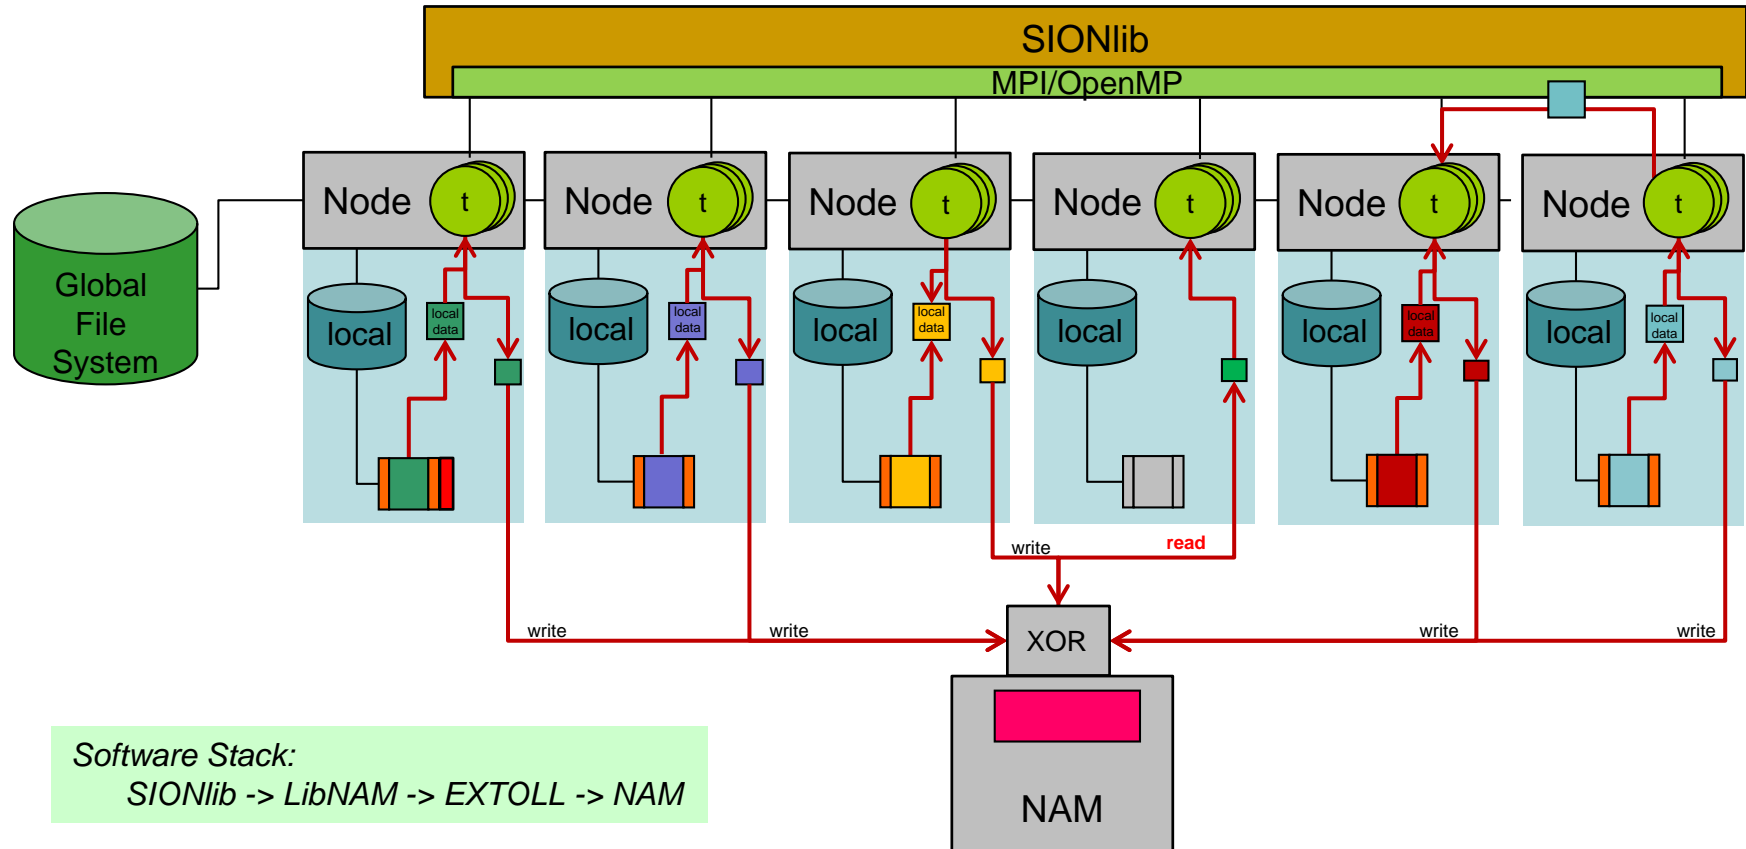 SIONlib
MPI/OpenMP
Node t
Node t
Node t
Node t
Node t
Node t
Global
File
System
local
local
data
local
local
data
local
local
data
local
local
local
data
local
local
data
write
read
write
write
write
write
XOR
NAM
Software Stack:
SIONlib -> LibNAM -> EXTOLL -> NAM